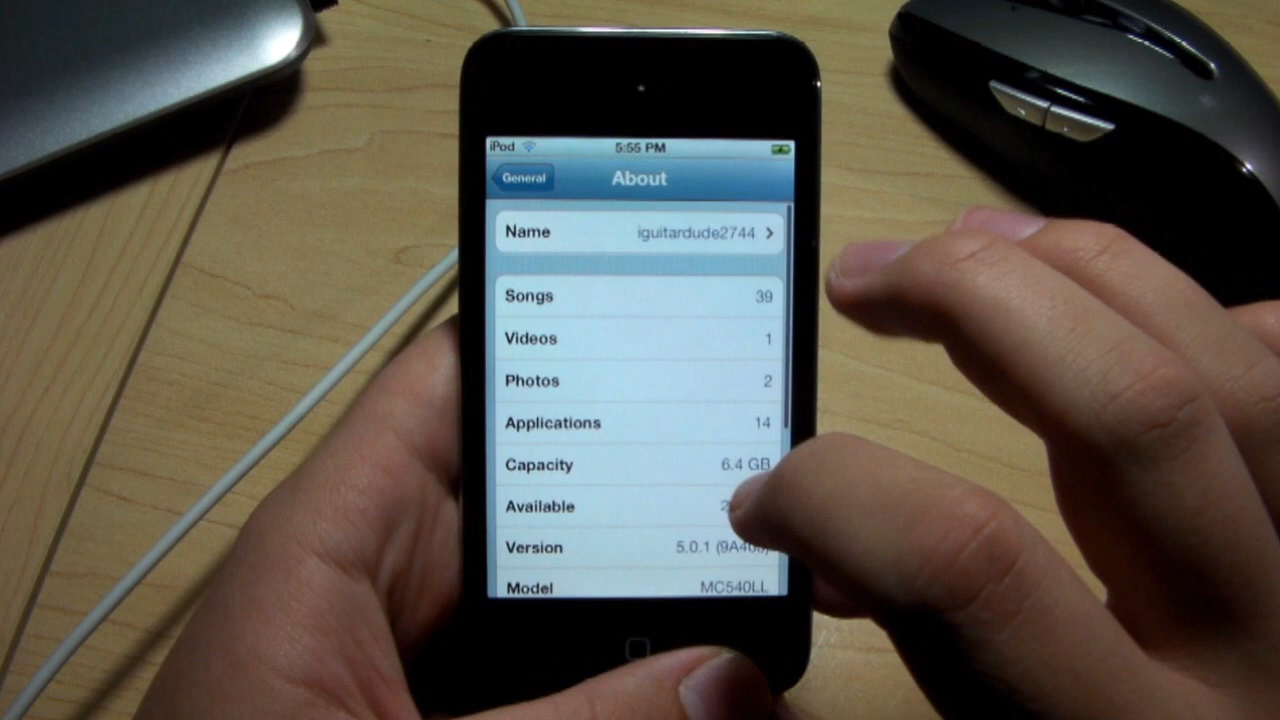 iPod 5:55 PM
General About
Name iguitardude2744
Songs 39
Videos 1
Photos 2
Applications 14
Capacity 6.4 GB
Available
Version 5.0.1
Model MC540LL